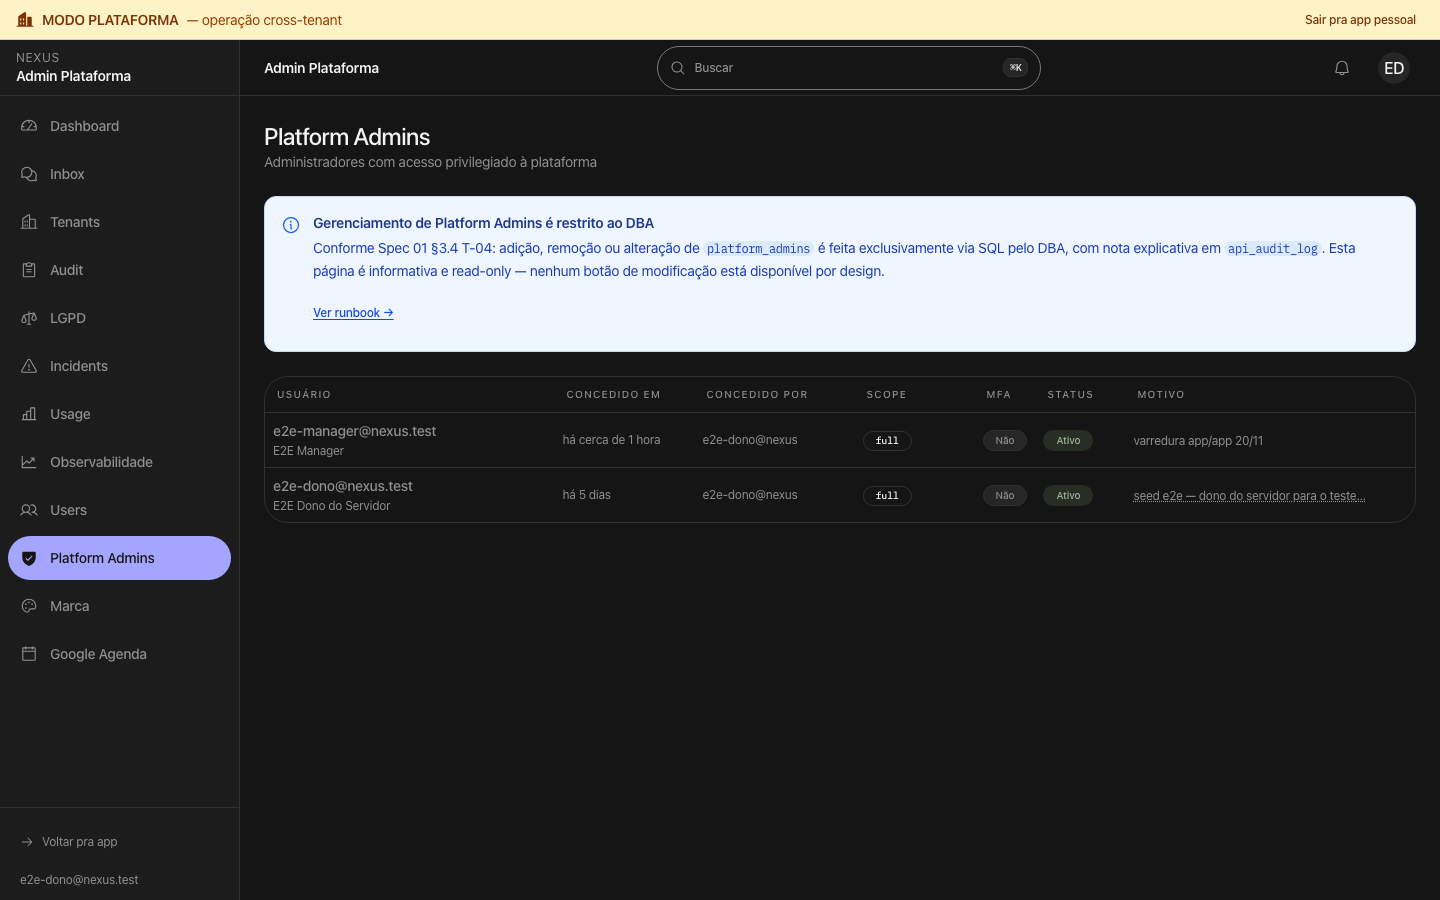 MODO PLATAFORMA — operação cross-tenant
Sair pra app pessoal
NEXUS
Admin Plataforma
Admin Plataforma
Buscar
⌘K
ED
Dashboard
Inbox
Tenants
Audit
LGPD
Incidents
Usage
Observabilidade
Users
Platform Admins
Marca
Google Agenda
Voltar pra app
e2e-dono@nexus.test
Platform Admins
Administradores com acesso privilegiado à plataforma
Gerenciamento de Platform Admins é restrito ao DBA
Conforme Spec 01 §3.4 T-04: adição, remoção ou alteração de platform_admins é feita exclusivamente via SQL pelo DBA, com nota explicativa em api_audit_log. Esta
página é informativa e read-only — nenhum botão de modificação está disponível por design.
Ver runbook →
USUÁRIO CONCEDIDO EM CONCEDIDO POR SCOPE MFA STATUS MOTIVO
e2e-manager@nexus.test
E2E Manager
há cerca de 1 hora e2e-dono@nexus full Não Ativo varredura app/app 20/11
e2e-dono@nexus.test
E2E Dono do Servidor
há 5 dias e2e-dono@nexus full Não Ativo seed e2e — dono do servidor para o teste…